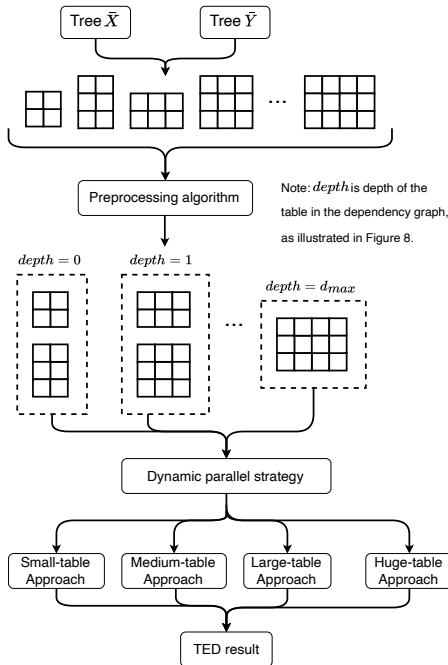 Tree X̄
Tree Ȳ
...
Preprocessing algorithm
Note: depth is depth of the
table in the dependency graph,
as illustrated in Figure 8.
depth = 0
depth = 1
depth = d_max
...
Dynamic parallel strategy
Small-table
Approach
Medium-table
Approach
Large-table
Approach
Huge-table
Approach
TED result